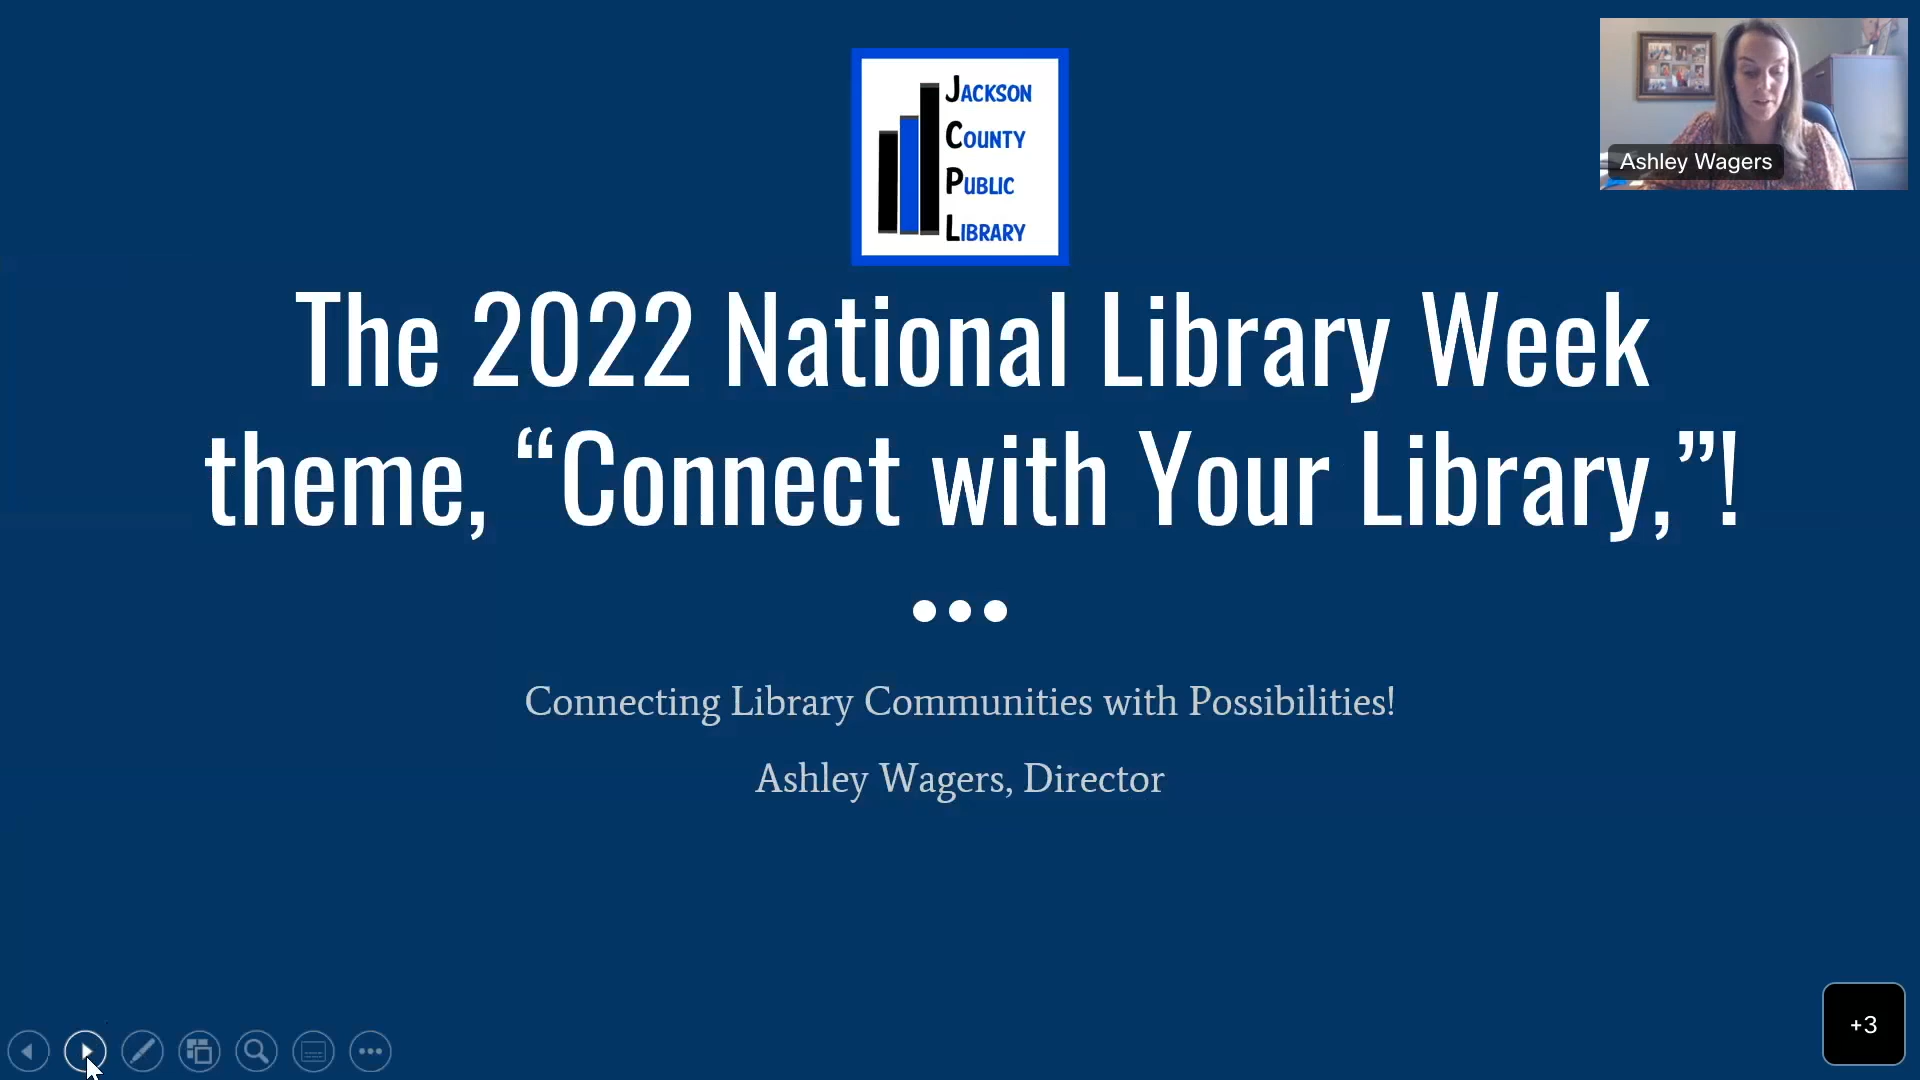 Jackson
County
Public
Library
Ashley Wagers
The 2022 National Library Week
theme, “Connect with Your Library,”!
Connecting Library Communities with Possibilities!
Ashley Wagers, Director
+3